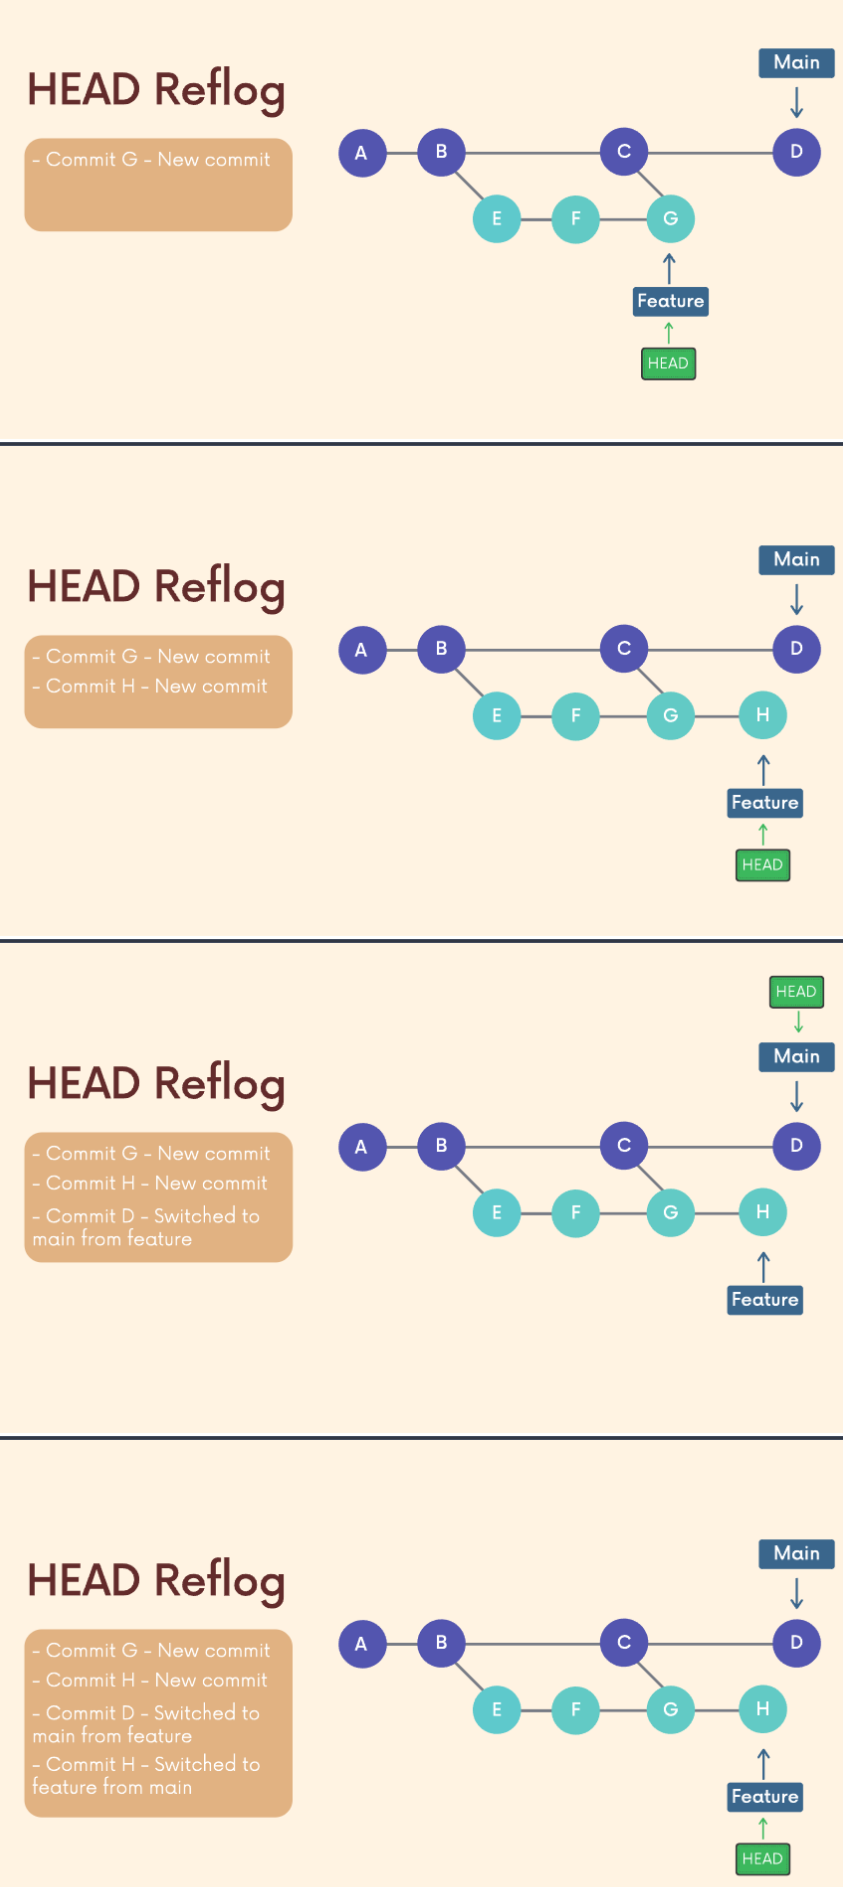 Main
HEAD Reflog
- Commit G - New commit
A
B
C
D
E
F
G
Feature
HEAD
Main
HEAD Reflog
- Commit G - New commit
- Commit H - New commit
A
B
C
D
E
F
G
H
Feature
HEAD
HEAD
Main
HEAD Reflog
- Commit G - New commit
- Commit H - New commit
- Commit D - Switched to
main from feature
A
B
C
D
E
F
G
H
Feature
Main
HEAD Reflog
- Commit G - New commit
- Commit H - New commit
- Commit D - Switched to
main from feature
- Commit H - Switched to
feature from main
A
B
C
D
E
F
G
H
Feature
HEAD